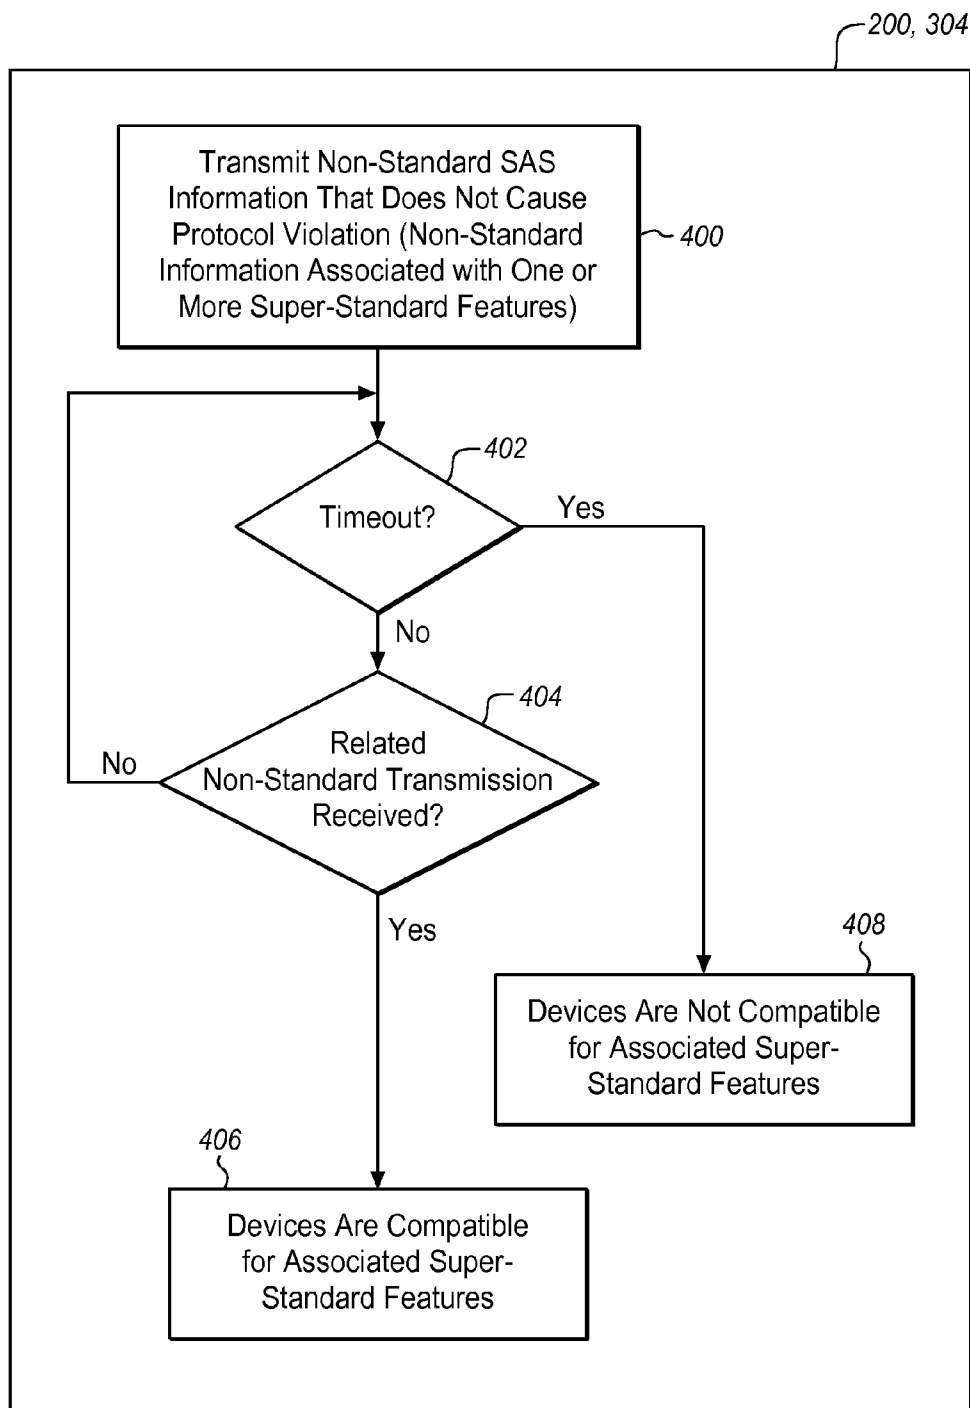 200, 304
Transmit Non-Standard SAS
Information That Does Not Cause
Protocol Violation (Non-Standard
Information Associated with One or
More Super-Standard Features)
400
402
Timeout?
Yes
No
404
Related
Non-Standard Transmission
Received?
No
Yes
408
Devices Are Not Compatible
for Associated Super-
Standard Features
406
Devices Are Compatible
for Associated Super-
Standard Features